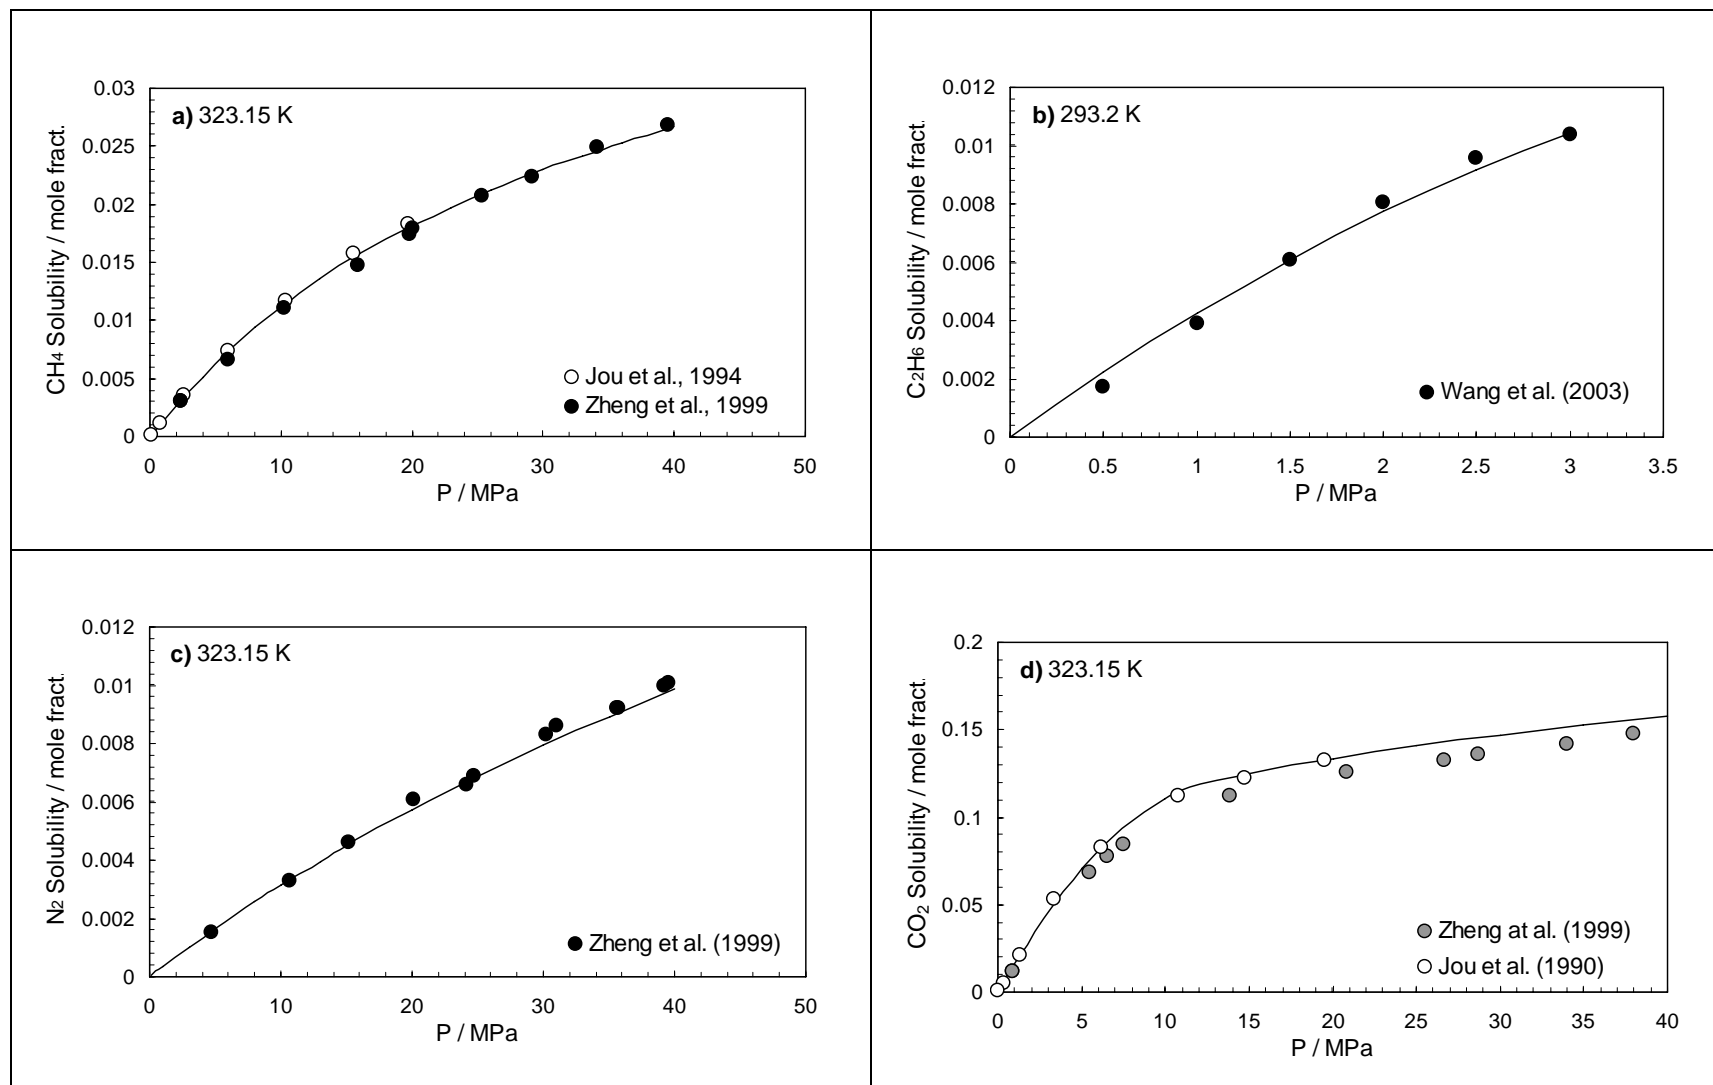 a) 323.15 K
CH4 Solubility / mole fract.
0.03
0.025
0.02
0.015
0.01
0.005
0
0 10 20 30 40 50
P / MPa
Jou et al., 1994
Zheng et al., 1999
b) 293.2 K
C2H6 Solubility / mole fract.
0.012
0.01
0.008
0.006
0.004
0.002
0
0 0.5 1 1.5 2 2.5 3 3.5
P / MPa
Wang et al. (2003)
c) 323.15 K
N2 Solubility / mole fract.
0.012
0.01
0.008
0.006
0.004
0.002
0
0 10 20 30 40 50
P / MPa
Zheng et al. (1999)
d) 323.15 K
CO2 Solubility / mole fract.
0.2
0.15
0.1
0.05
0
0 5 10 15 20 25 30 35 40
P / MPa
Zheng at al. (1999)
Jou et al. (1990)